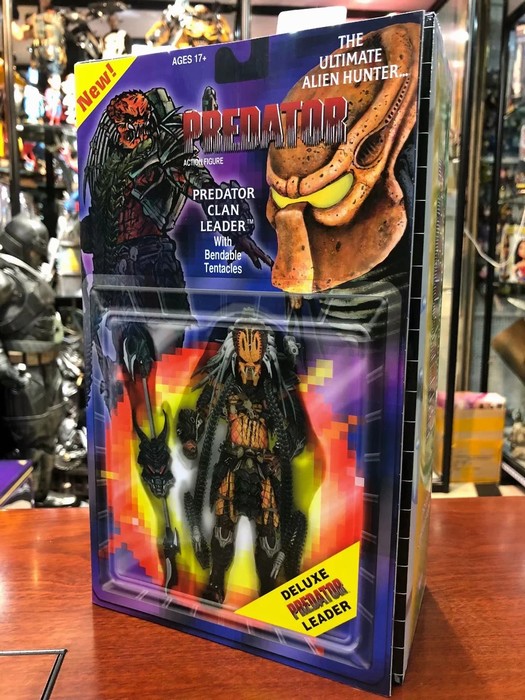 New!
AGES 17+
THE
ULTIMATE
ALIEN HUNTER...
PREDATOR
ACTION FIGURE
PREDATOR
CLAN
LEADER™
With
Bendable
Tentacles
DELUXE
PREDATOR
LEADER